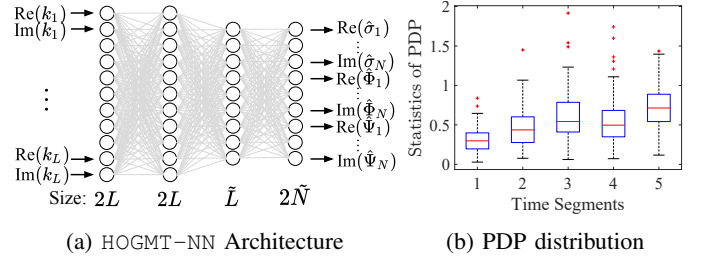 Re(k₁)
Im(k₁)
⋮
Re(k_L)
Im(k_L)
Size: 2L 2L L̃ 2Ñ
Re(σ̂₁)
⋮
Im(σ̂_N)
Re(Φ̂₁)
⋮
Im(Φ̂_N)
Re(Ψ̂₁)
⋮
Im(Ψ̂_N)
(a) HOGMT-NN Architecture
Statistics of PDP
2
1.5
1
0.5
0
1 2 3 4 5
Time Segments
(b) PDP distribution